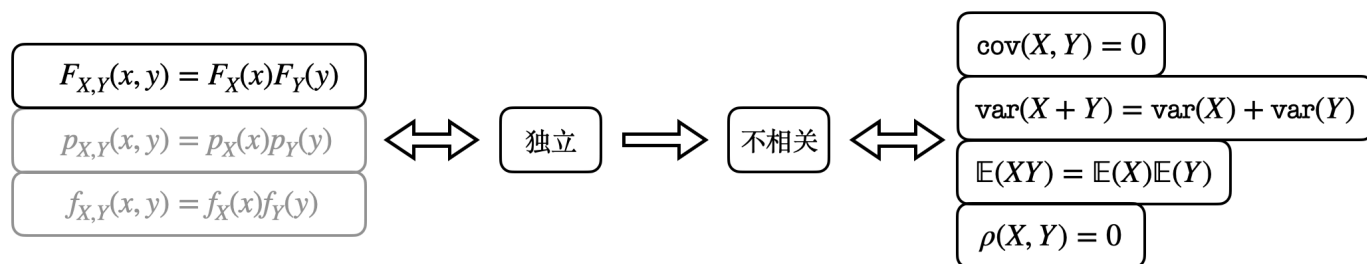 F_{X,Y}(x, y) = F_X(x)F_Y(y)
p_{X,Y}(x, y) = p_X(x)p_Y(y)
f_{X,Y}(x, y) = f_X(x)f_Y(y)
独立
不相关
cov(X, Y) = 0
var(X + Y) = var(X) + var(Y)
𝔼(XY) = 𝔼(X)𝔼(Y)
ρ(X, Y) = 0